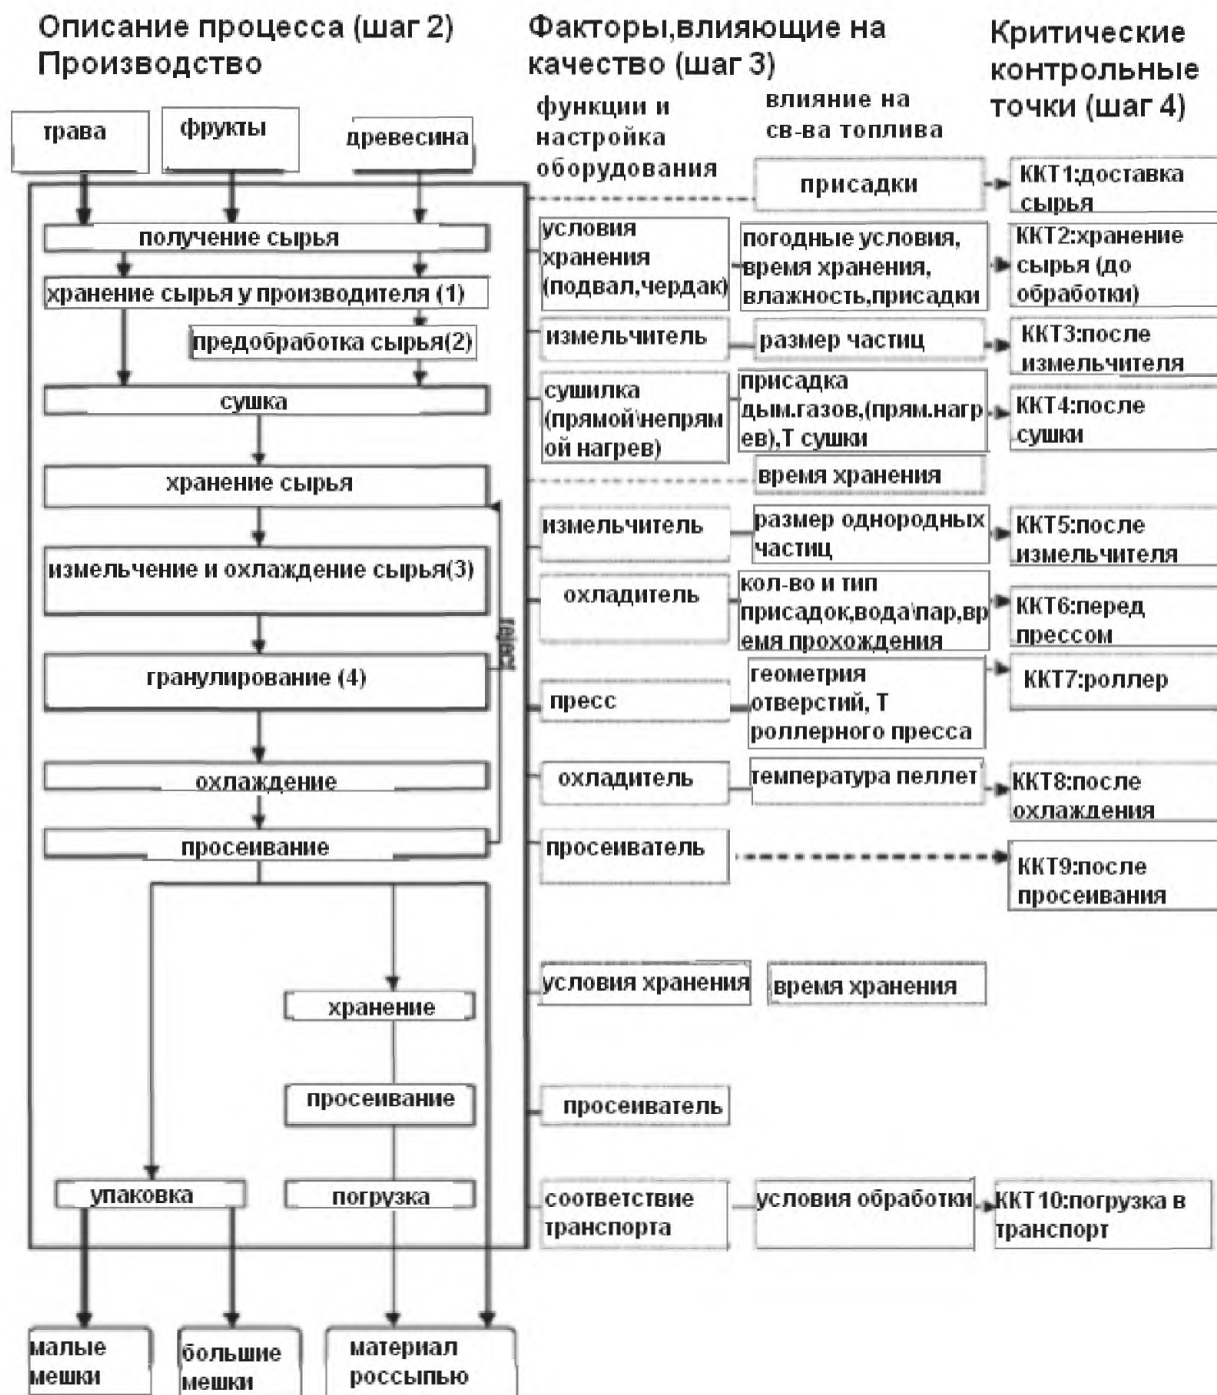 Описание процесса (шаг 2)
Производство
Факторы,влияющие на
качество (шаг 3)
Критические
контрольные
точки (шаг 4)
функции и
настройка
оборудования
влияние на
св-ва топлива
трава
фрукты
древесина
получение сырья
хранение сырья у производителя (1)
предобработка сырья(2)
сушка
хранение сырья
измельчение и охлаждение сырья(3)
гранулирование (4)
reject
охлаждение
просеивание
хранение
просеивание
упаковка
погрузка
малые
мешки
большие
мешки
материал
россыпью
присадки
ККТ1:доставка
сырья
условия
хранения
(подвал,чердак)
погодные условия,
время хранения,
влажность,присадки
ККТ2:хранение
сырья (до
обработки)
измельчитель
размер частиц
ККТ3:после
измельчителя
сушилка
(прямой\непрям
ой нагрев)
присадка
дым.газов,(прям.нагр
ев),Т сушки
ККТ4:после
сушки
время хранения
измельчитель
размер однородных
частиц
ККТ5:после
измельчителя
охладитель
кол-во и тип
присадок,вода\пар,вр
емя прохождения
ККТ6:перед
прессом
пресс
геометрия
отверстий, Т
роллерного пресса
ККТ7:роллер
охладитель
температура пеллет
ККТ8:после
охлаждения
просеиватель
ККТ9:после
просеивания
условия хранения
время хранения
просеиватель
соответствие
транспорта
условия обработки
ККТ10:погрузка в
транспорт